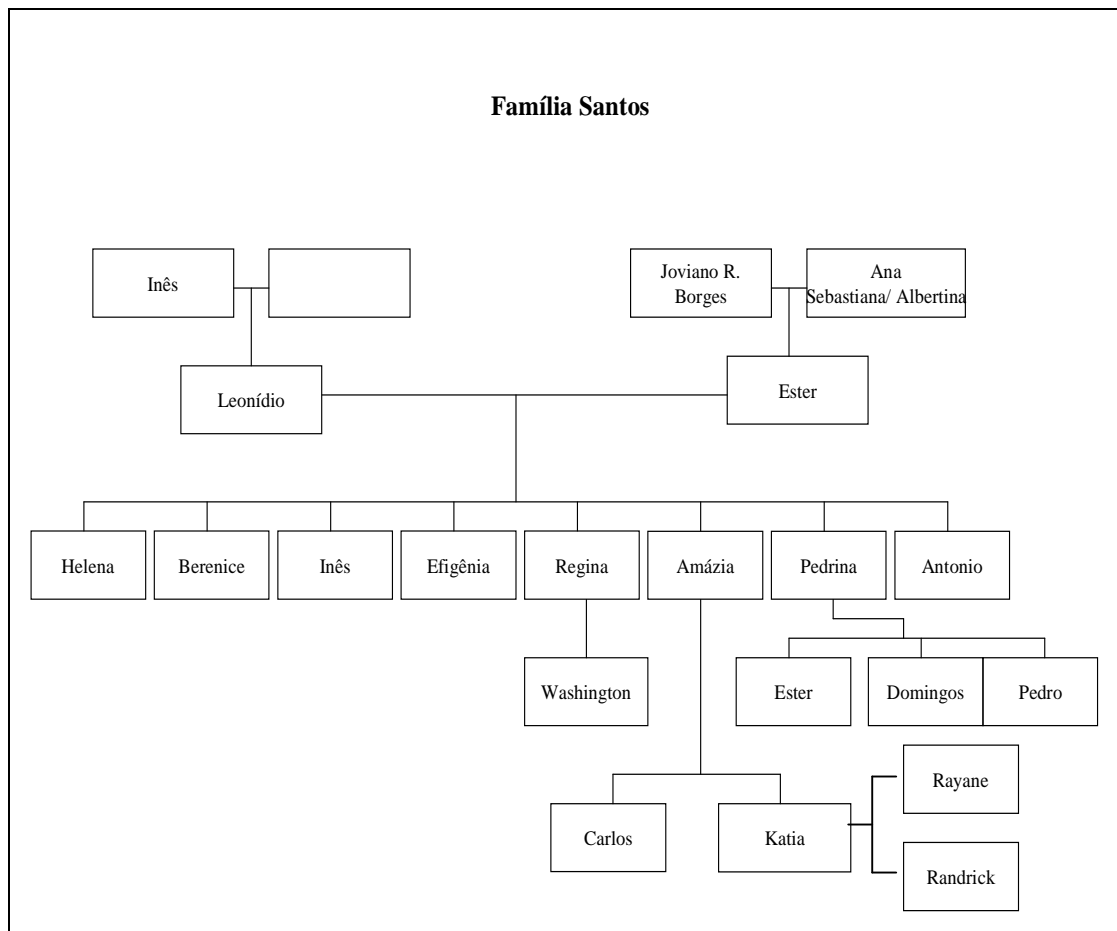 Família Santos
Inês
Joviano R.
Borges
Ana
Sebastiana/ Albertina
Leonídio
Ester
Helena
Berenice
Inês
Efigênia
Regina
Amázia
Pedrina
Antonio
Washington
Ester
Domingos
Pedro
Rayane
Carlos
Katia
Randrick